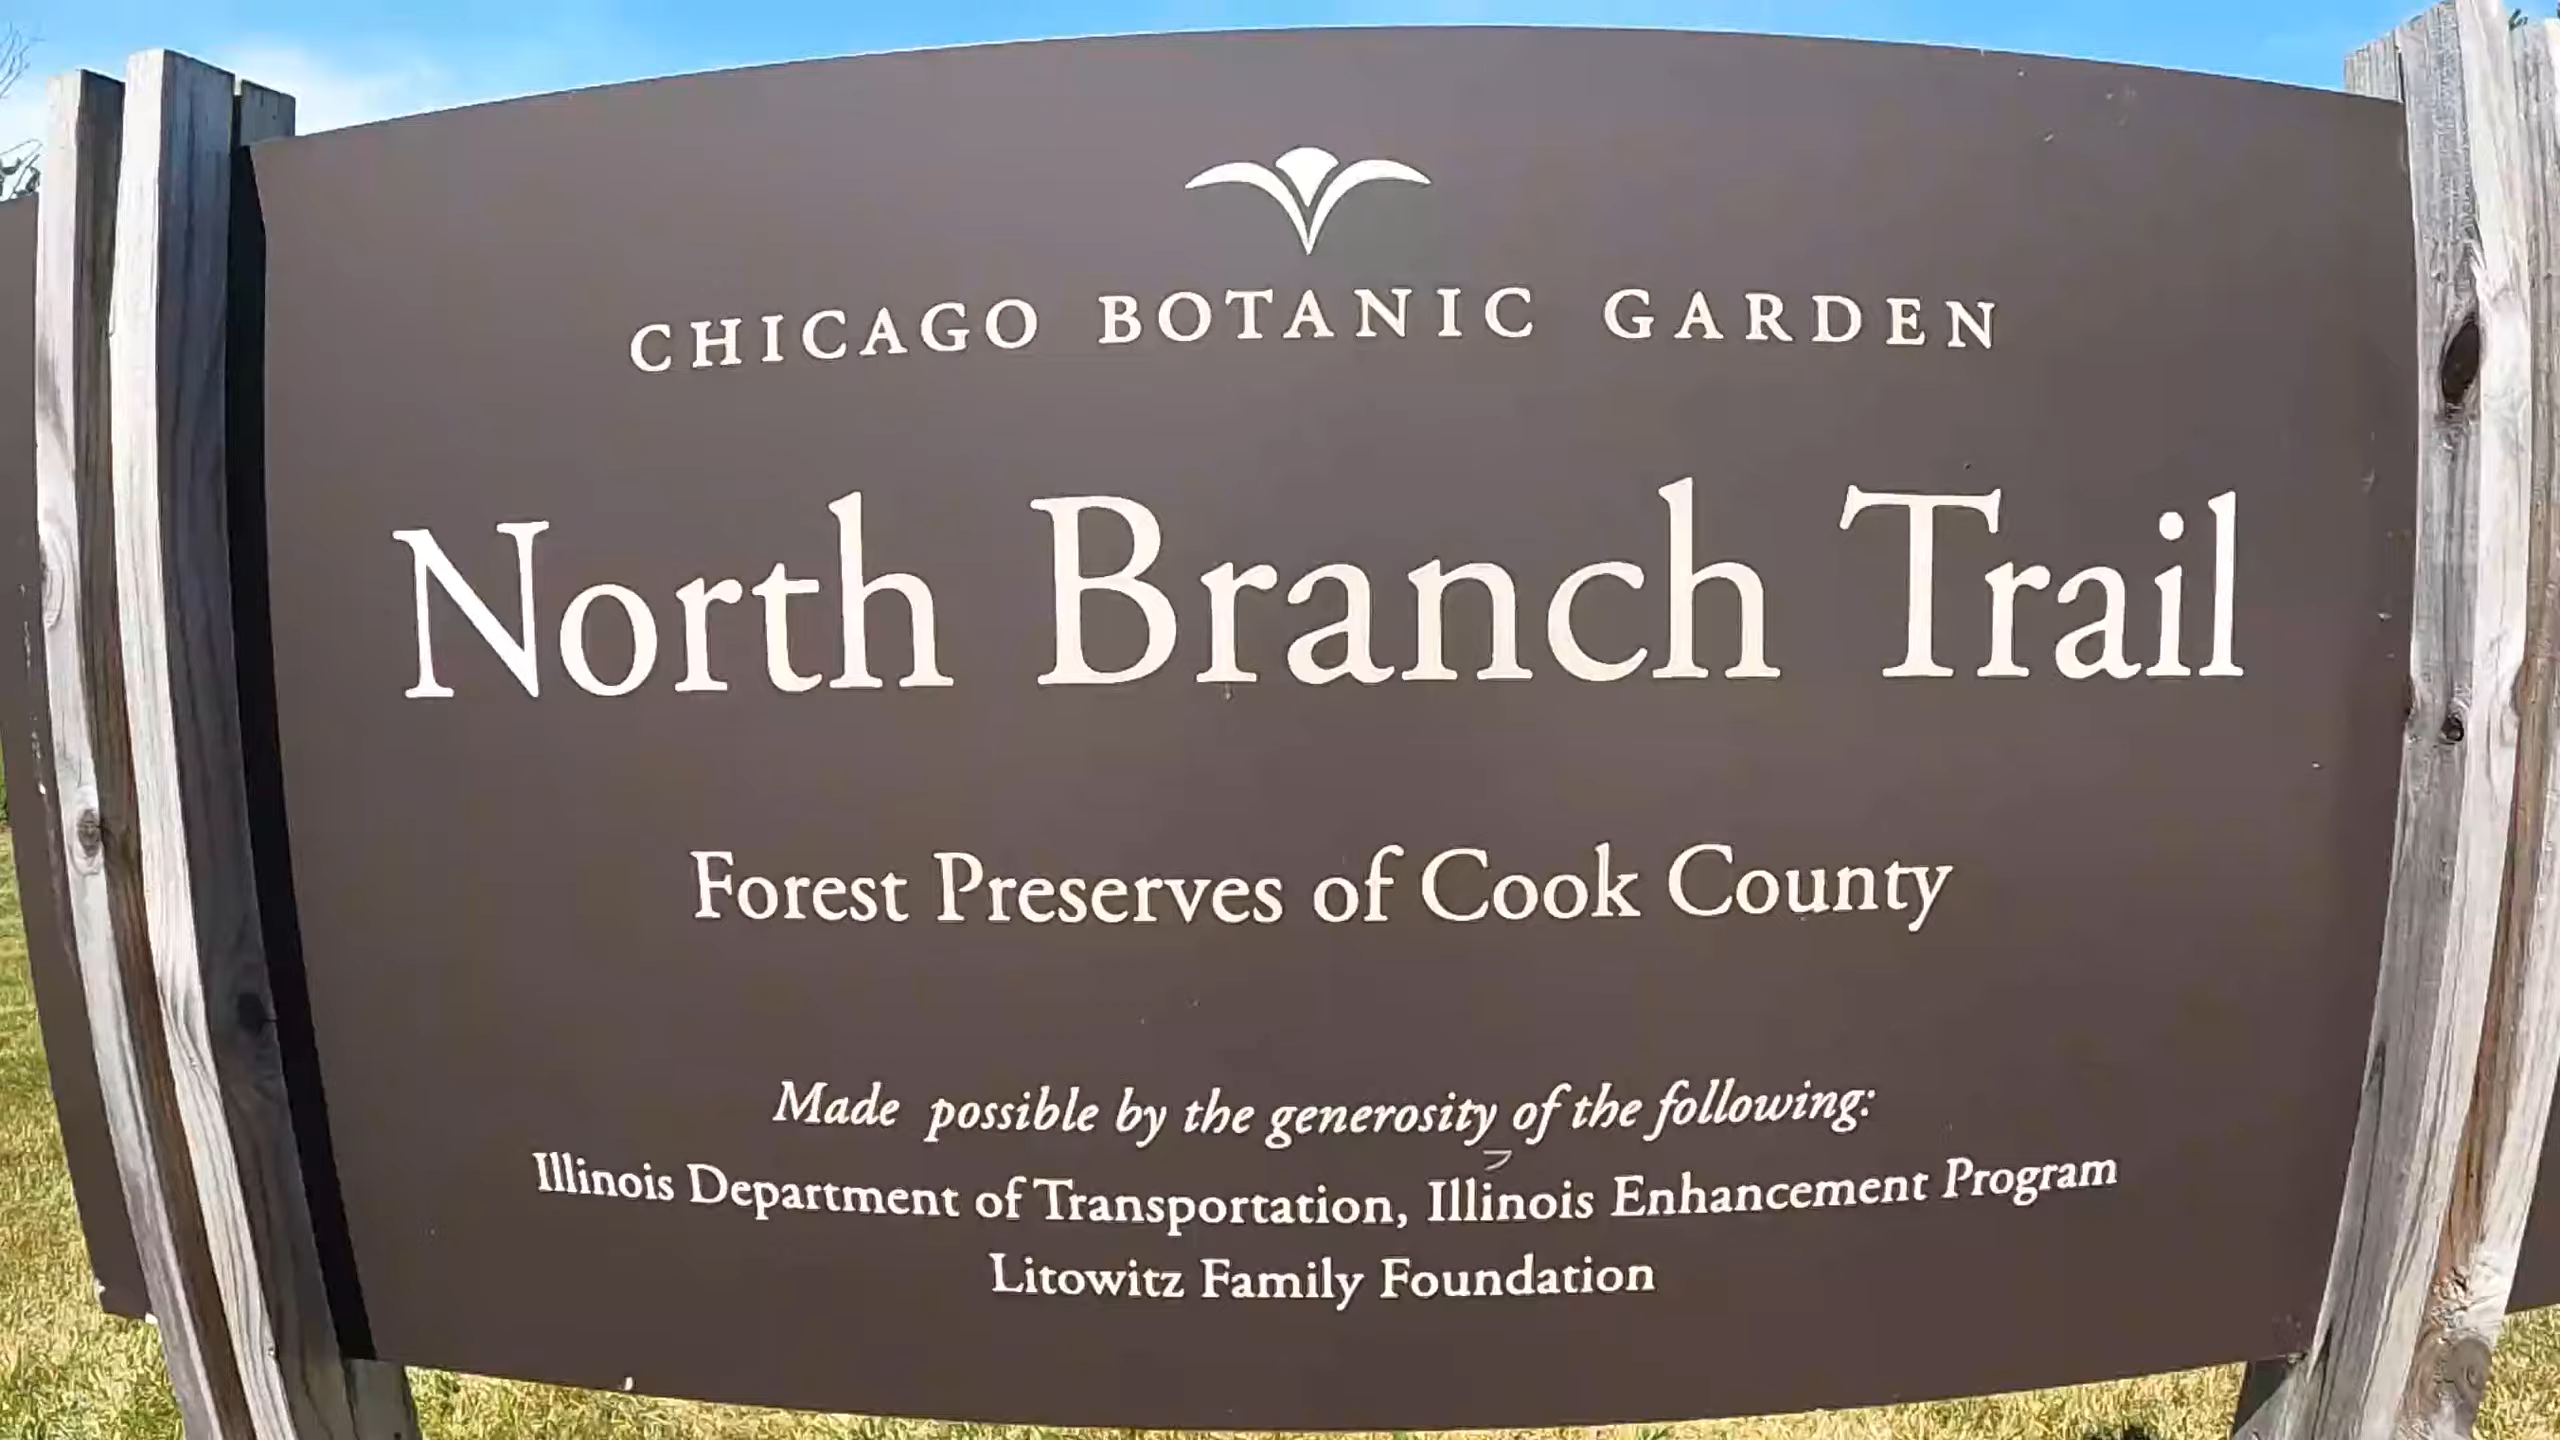 CHICAGO BOTANIC GARDEN
North Branch Trail
Forest Preserves of Cook County
Made possible by the generosity of the following:
Illinois Department of Transportation, Illinois Enhancement Program
Litowitz Family Foundation